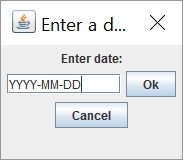 Enter a d...
Enter date:
YYYY-MM-DD Ok
Cancel